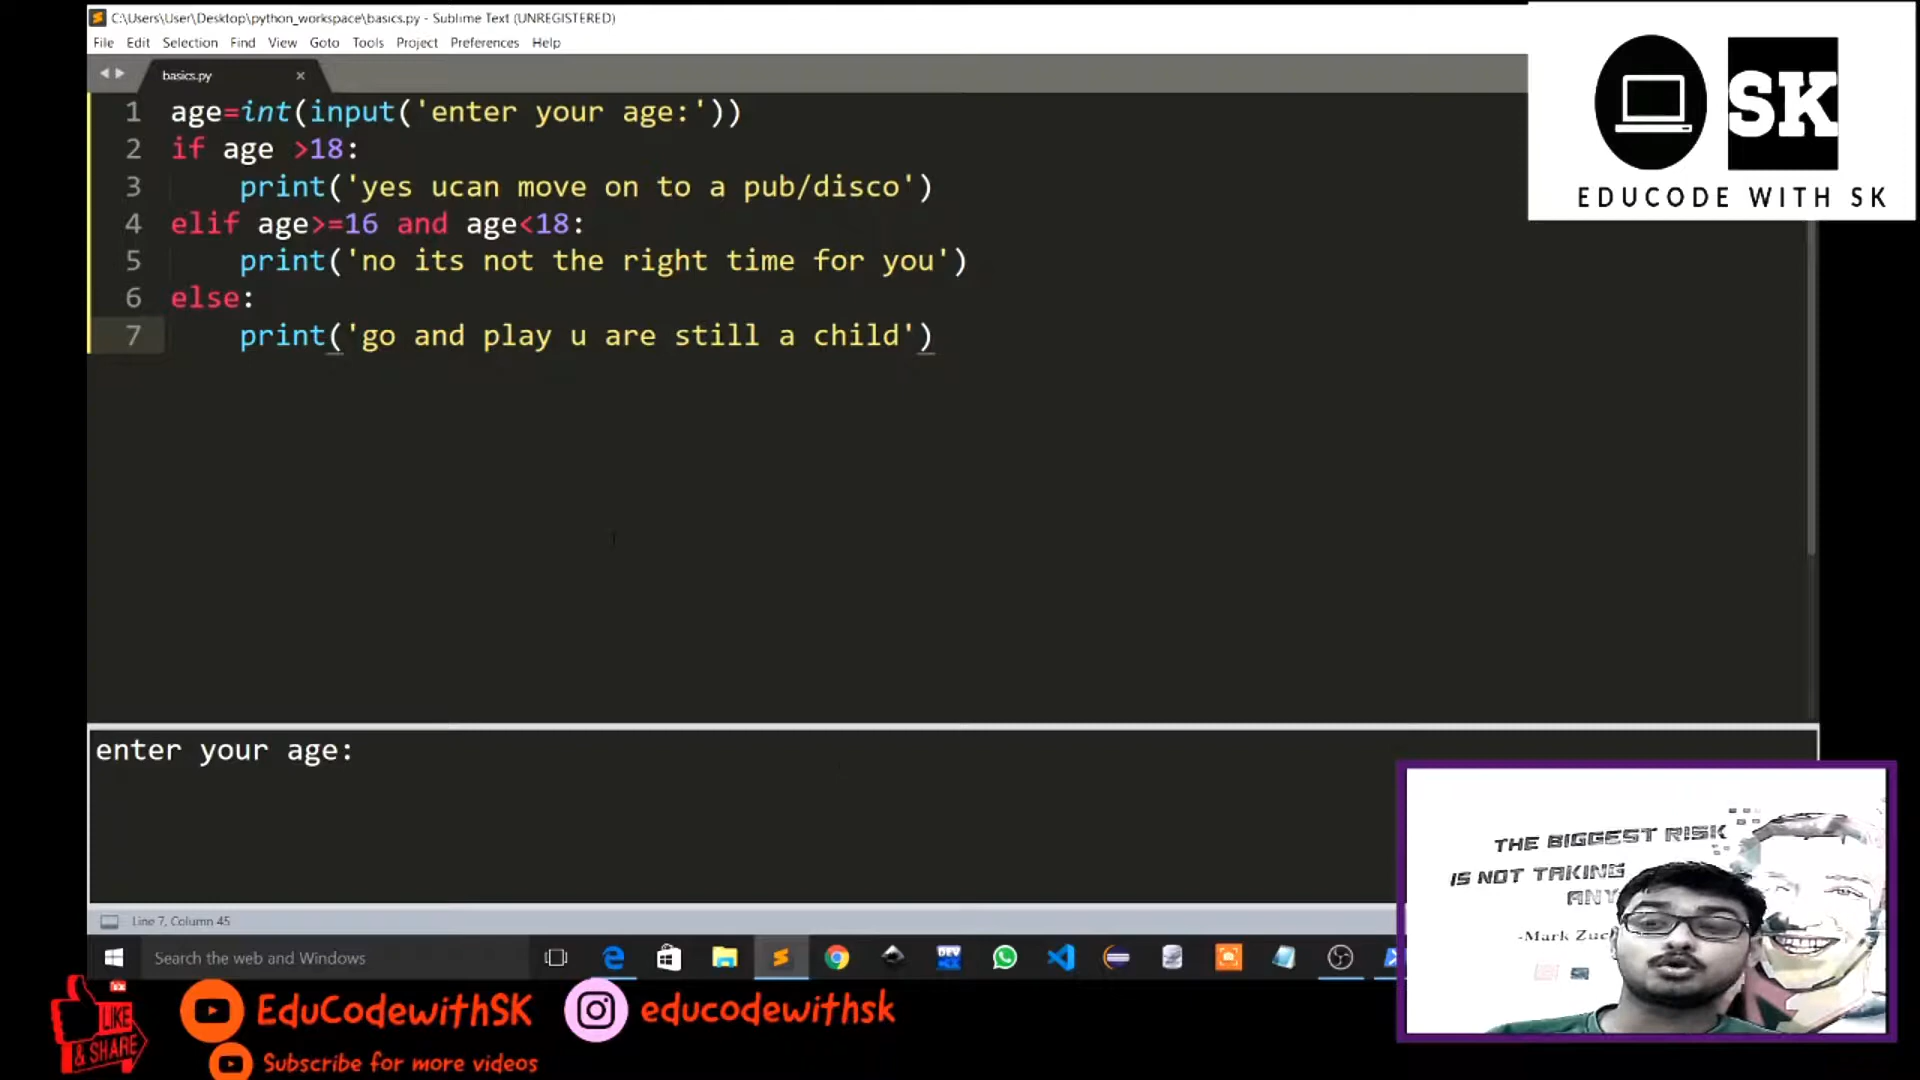 C:\Users\User\Desktop\python_workspace\basics.py - Sublime Text (UNREGISTERED)
File Edit Selection Find View Goto Tools Project Preferences Help
basics.py
1 age=int(input('enter your age:'))
2 if age >18:
3 print('yes ucan move on to a pub/disco')
4 elif age>=16 and age<18:
5 print('no its not the right time for you')
6 else:
7 print('go and play u are still a child')
SK
EDUCODE WITH SK
enter your age:
THE BIGGEST RISK
IS NOT TAKING
ANY
-Mark Zuc
Line 7, Column 45
Search the web and Windows
DEV
LIKE
& SHARE
EduCodewithSK
educodewithsk
Subscribe for more videos